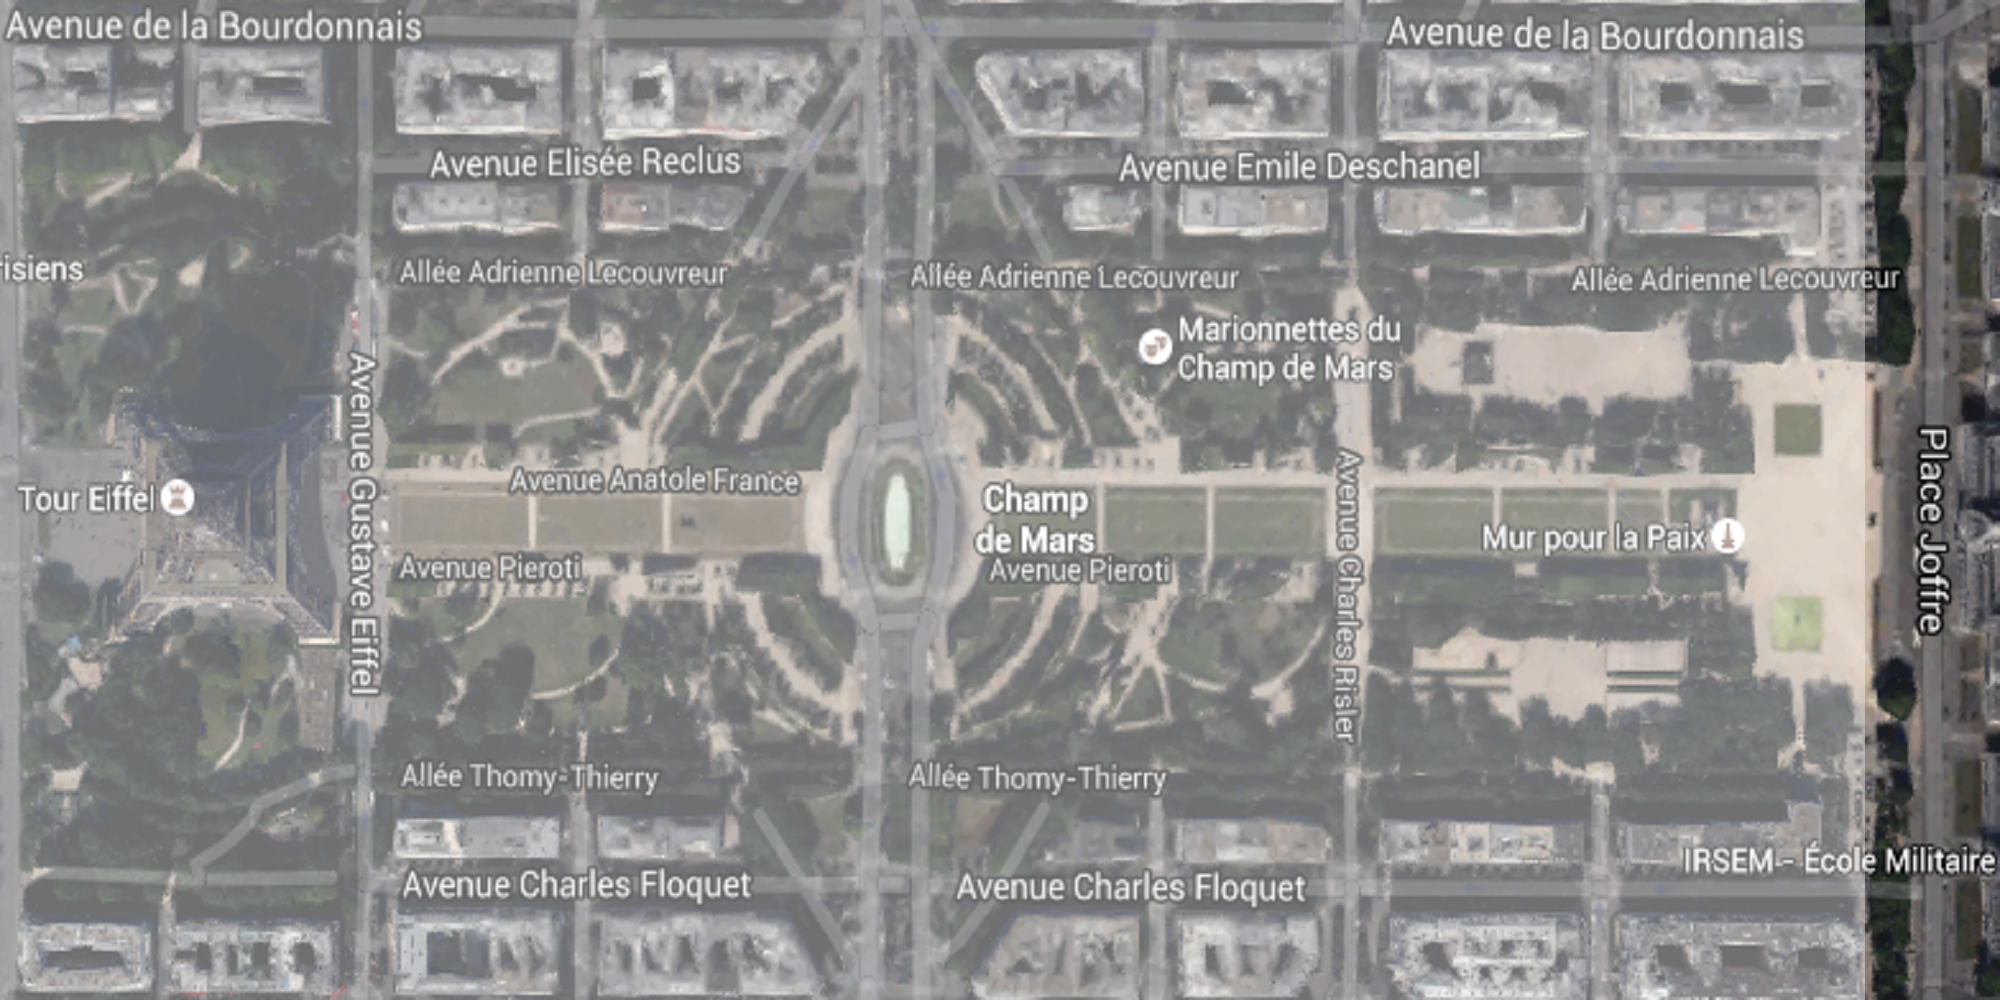 Avenue de la Bourdonnais
Avenue de la Bourdonnais
Avenue Elisée Reclus
Avenue Emile Deschanel
risiens
Allée Adrienne Lecouvreur
Allée Adrienne Lecouvreur
Allée Adrienne Lecouvreur
Marionnettes du
Champ de Mars
Avenue Gustave Eiffel
Tour Eiffel
Avenue Anatole France
Champ
de Mars
Avenue Charles Risler
Mur pour la Paix
Place Joffre
Avenue Pieroti
Avenue Pieroti
Allée Thomy-Thierry
Allée Thomy-Thierry
IRSEM - École Militaire
Avenue Charles Floquet
Avenue Charles Floquet